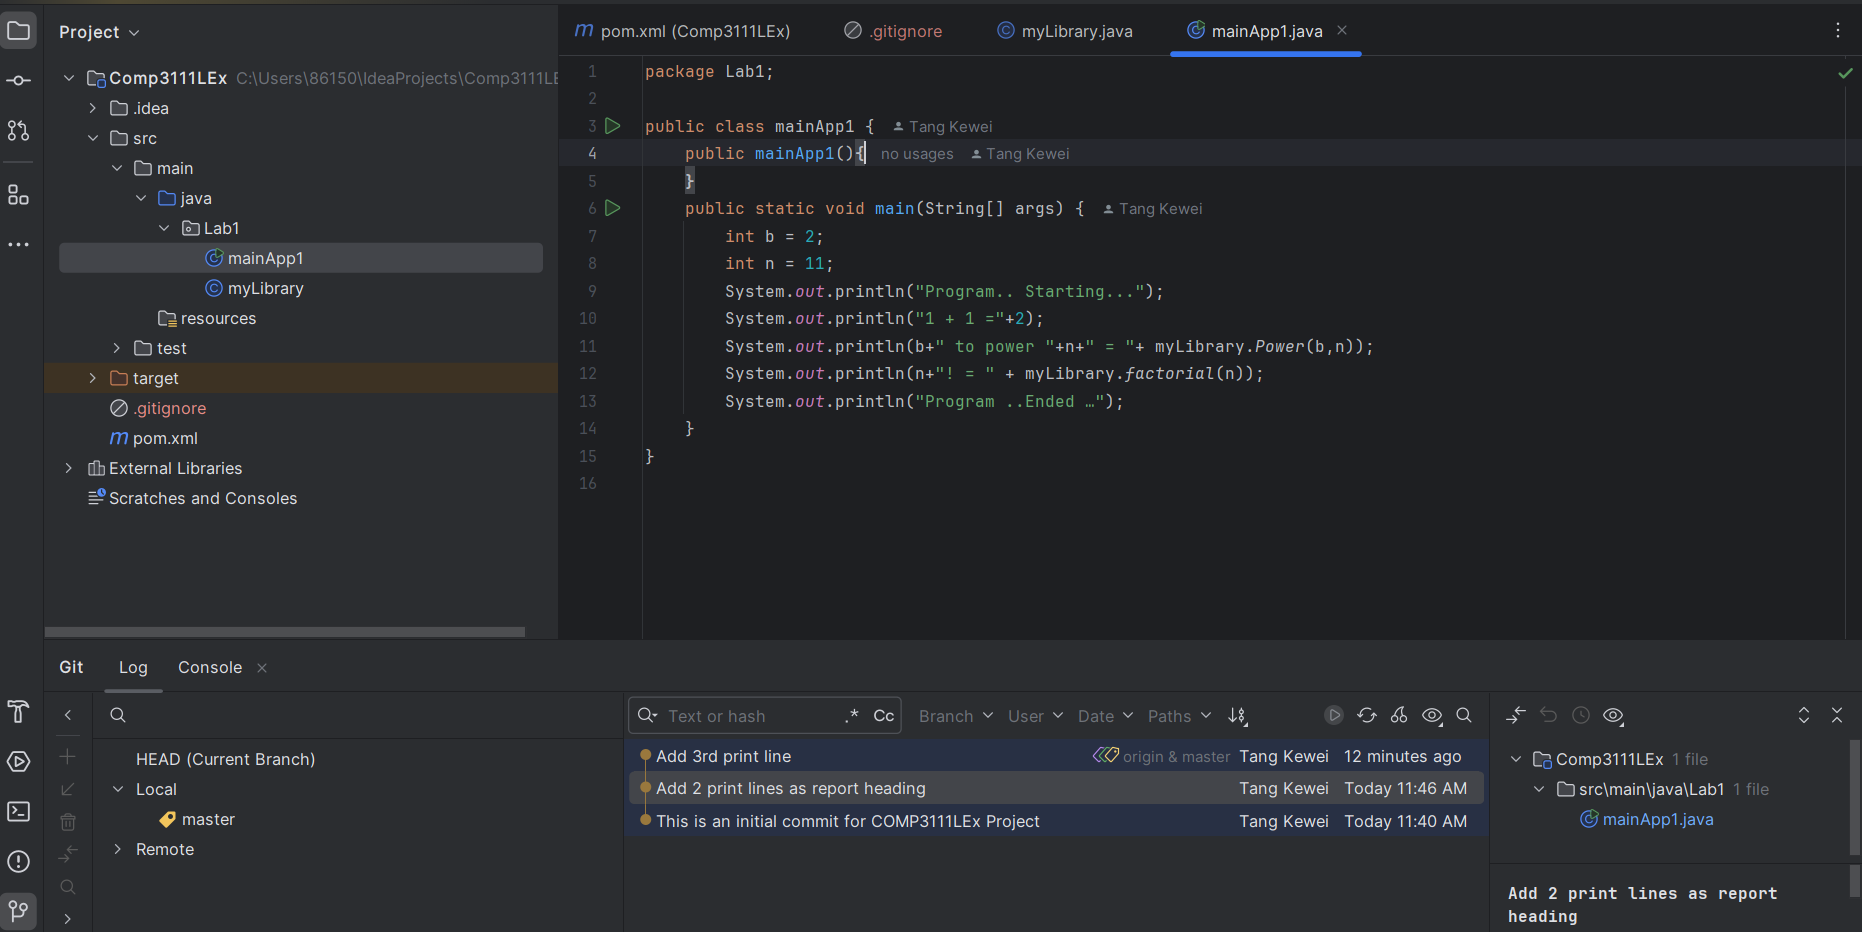 Project
Comp3111LEx C:\Users\86150\IdeaProjects\Comp3111LE
.idea
src
main
java
Lab1
mainApp1
myLibrary
resources
test
target
.gitignore
pom.xml
External Libraries
Scratches and Consoles
pom.xml (Comp3111LEx) .gitignore myLibrary.java mainApp1.java
1 package Lab1;
2
3 public class mainApp1 { Tang Kewei
4 public mainApp1(){ no usages Tang Kewei
5 }
6 public static void main(String[] args) { Tang Kewei
7 int b = 2;
8 int n = 11;
9 System.out.println("Program.. Starting...");
10 System.out.println("1 + 1 ="+2);
11 System.out.println(b+" to power "+n+" = "+ myLibrary.Power(b,n));
12 System.out.println(n+"! = " + myLibrary.factorial(n));
13 System.out.println("Program ..Ended …");
14 }
15 }
16
Git Log Console
HEAD (Current Branch)
Local
master
Remote
Text or hash .* Cc Branch User Date Paths
Add 3rd print line origin & master Tang Kewei 12 minutes ago
Add 2 print lines as report heading Tang Kewei Today 11:46 AM
This is an initial commit for COMP3111LEx Project Tang Kewei Today 11:40 AM
Comp3111LEx 1 file
src\main\java\Lab1 1 file
mainApp1.java
Add 2 print lines as report
heading